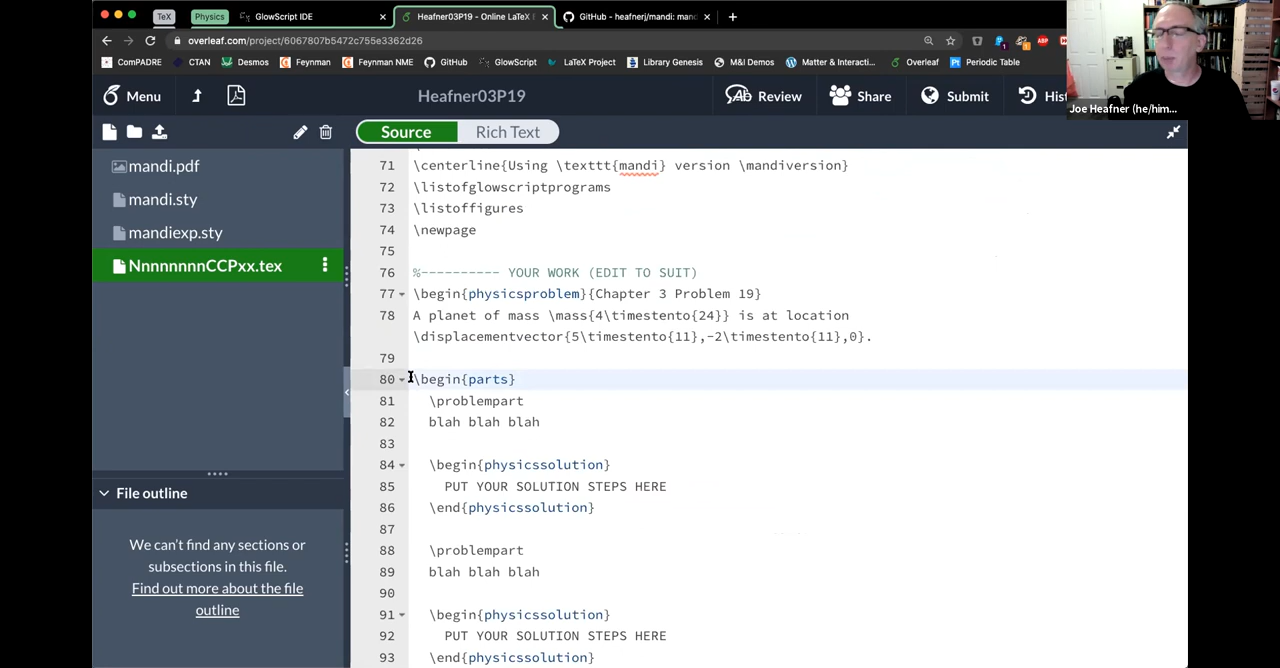 TeX
Physics
GlowScript IDE
Heafner03P19 - Online LaTeX E
GitHub - heafnerj/mandi: man
overleaf.com/project/6067807b5472c755e3362d26
ComPADRE
CTAN
Desmos
Feynman
Feynman NME
GitHub
GlowScript
LaTeX Project
Library Genesis
M&I Demos
Matter & Interacti...
Overleaf
Periodic Table
ABP
Joe Heafner (he/him...
Menu
Heafner03P19
Review
Share
Submit
Hist
Source
Rich Text
mandi.pdf
mandi.sty
mandiexp.sty
NnnnnnnnCCPxx.tex
File outline
We can't find any sections or
subsections in this file.
Find out more about the file
outline
71 \centerline{Using \texttt{mandi} version \mandiversion}
72 \listofglowscriptprograms
73 \listoffigures
74 \newpage
75
76 %---------- YOUR WORK (EDIT TO SUIT)
77 \begin{physicsproblem}{Chapter 3 Problem 19}
78 A planet of mass \mass{4\timestento{24}} is at location
\displacementvector{5\timestento{11},-2\timestento{11},0}.
79
80 \begin{parts}
81 \problempart
82 blah blah blah
83
84 \begin{physicssolution}
85 PUT YOUR SOLUTION STEPS HERE
86 \end{physicssolution}
87
88 \problempart
89 blah blah blah
90
91 \begin{physicssolution}
92 PUT YOUR SOLUTION STEPS HERE
93 \end{physicssolution}